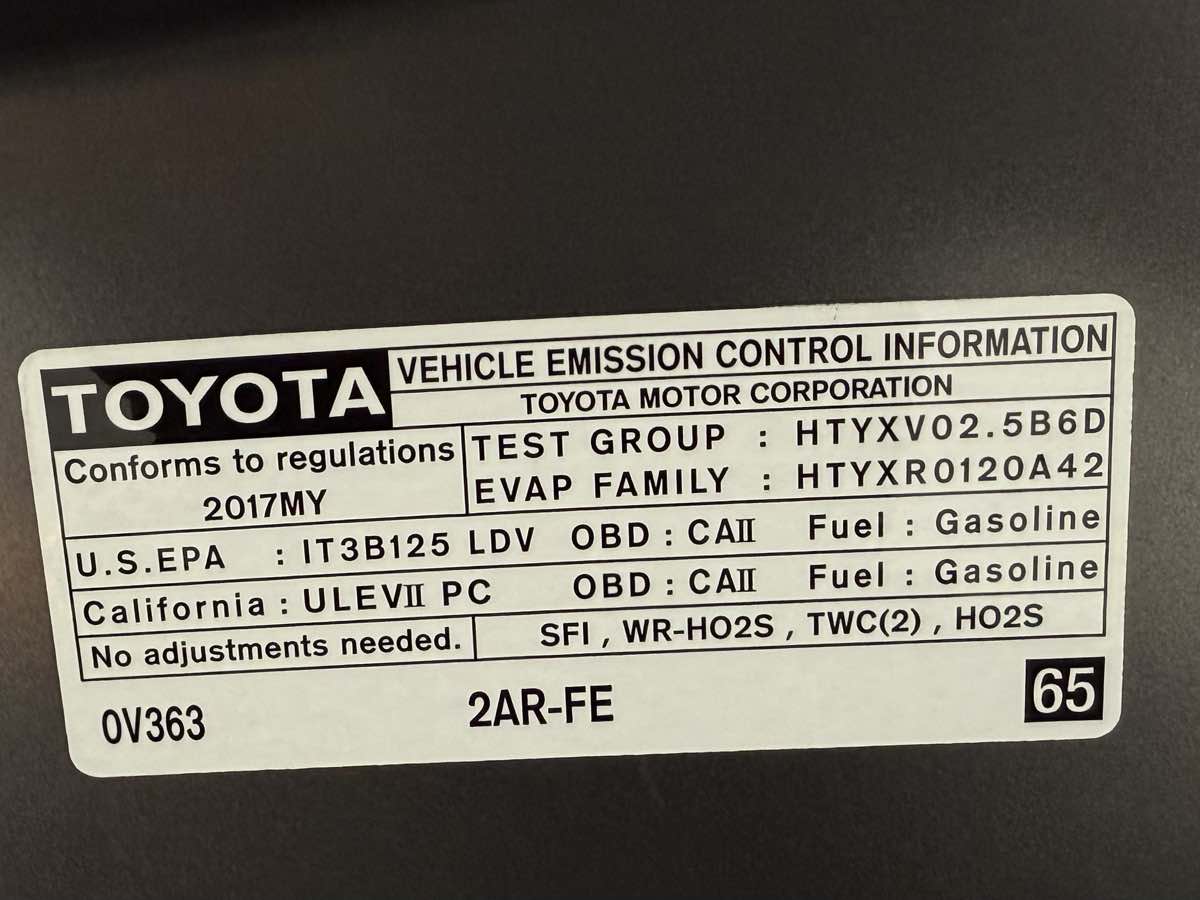 TOYOTA
VEHICLE EMISSION CONTROL INFORMATION
TOYOTA MOTOR CORPORATION
Conforms to regulations
2017MY
TEST GROUP : HTYXV02.5B6D
EVAP FAMILY : HTYXR0120A42
U.S.EPA : IT3B125 LDV OBD : CAII Fuel : Gasoline
California : ULEVII PC OBD : CAII Fuel : Gasoline
No adjustments needed.
SFI , WR-HO2S , TWC(2) , HO2S
0V363
2AR-FE
65